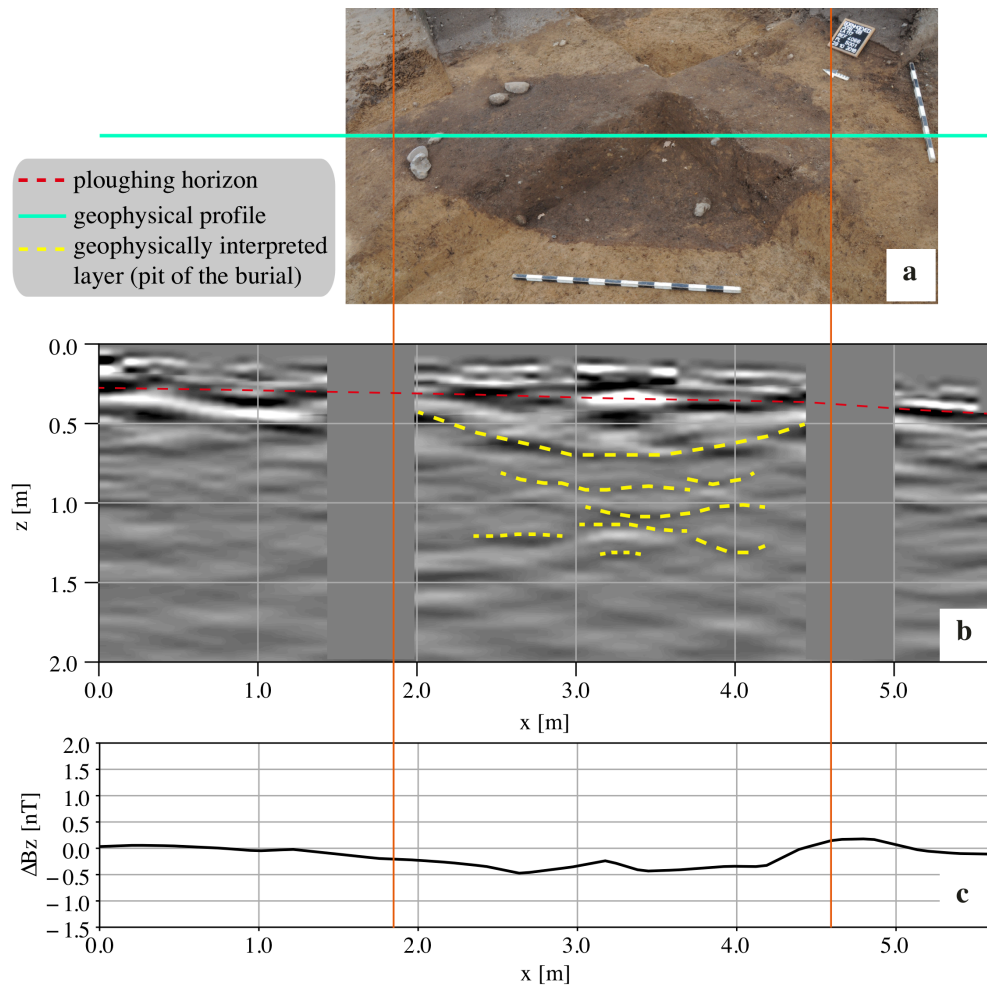 ploughing horizon
geophysical profile
geophysically interpreted
layer (pit of the burial)
a
0.0
0.5
1.0
1.5
2.0
z [m]
b
0.0 1.0 2.0 3.0 4.0 5.0
x [m]
2.0
1.5
1.0
0.5
0.0
−0.5
−1.0
−1.5
ΔBz [nT]
c
0.0 1.0 2.0 3.0 4.0 5.0
x [m]